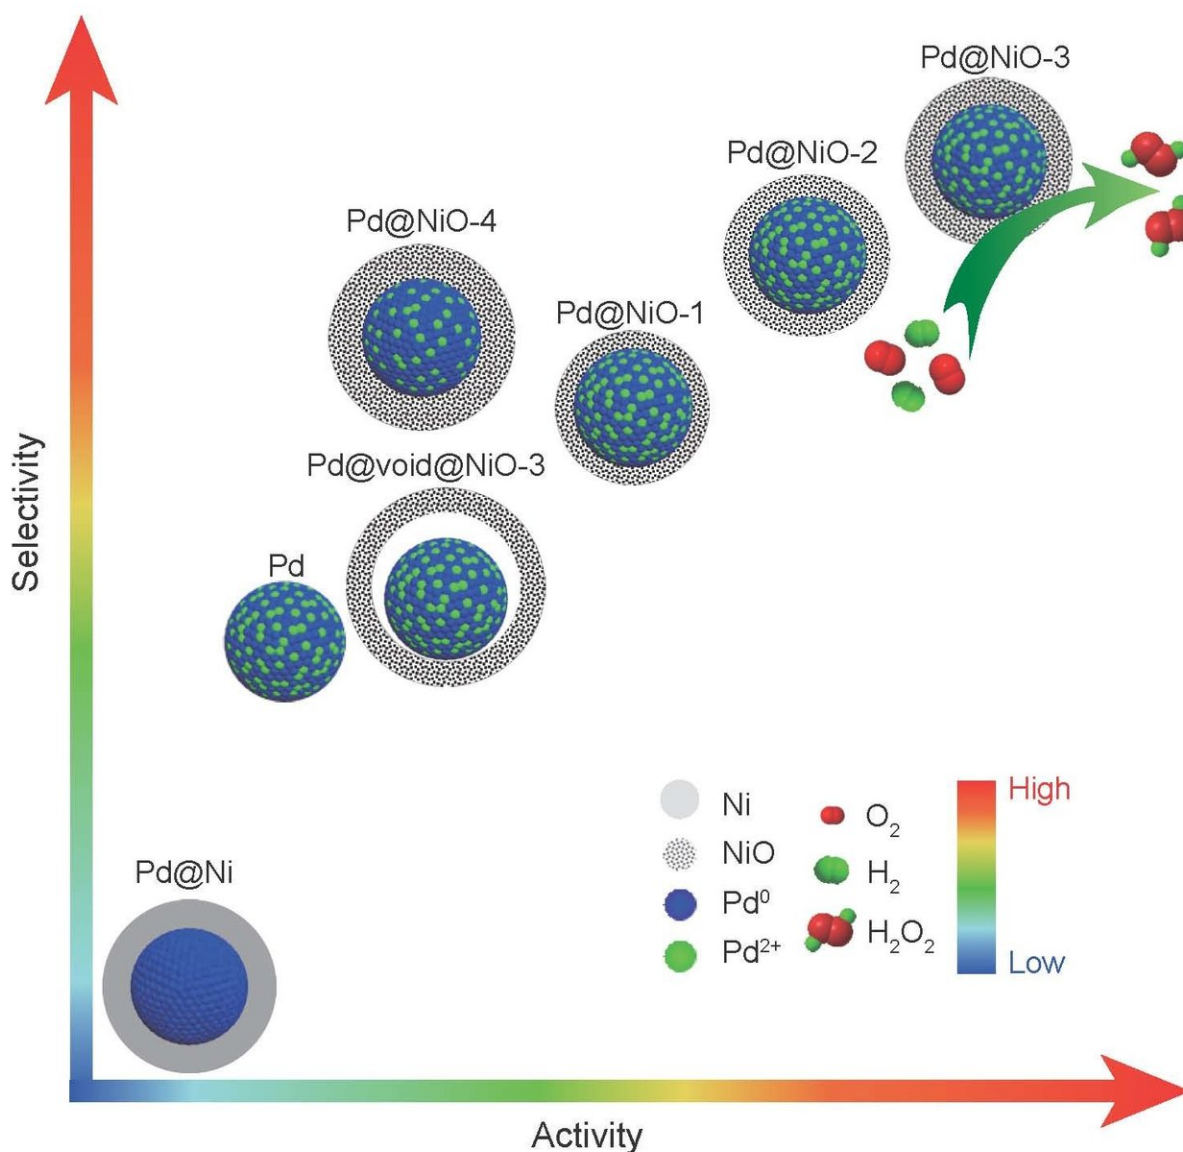 Pd@NiO-3
Pd@NiO-2
Pd@NiO-4
Pd@NiO-1
Pd@void@NiO-3
Pd
Pd@Ni
Selectivity
Activity
Ni
NiO
Pd⁰
Pd²⁺
O₂
H₂
H₂O₂
High
Low